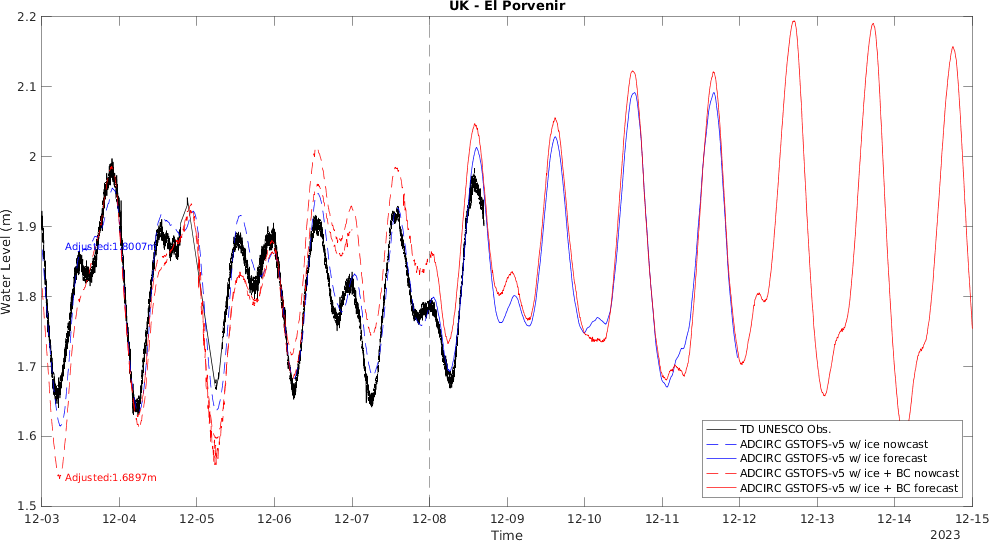 UK - El Porvenir
2.2
2.1
2
1.9
1.8
1.7
1.6
1.5
Water Level (m)
Adjusted:1.8007m
Adjusted:1.6897m
TD UNESCO Obs.
ADCIRC GSTOFS-v5 w/ ice nowcast
ADCIRC GSTOFS-v5 w/ ice forecast
ADCIRC GSTOFS-v5 w/ ice + BC nowcast
ADCIRC GSTOFS-v5 w/ ice + BC forecast
12-03 12-04 12-05 12-06 12-07 12-08 12-09 12-10 12-11 12-12 12-13 12-14 12-15
Time
2023